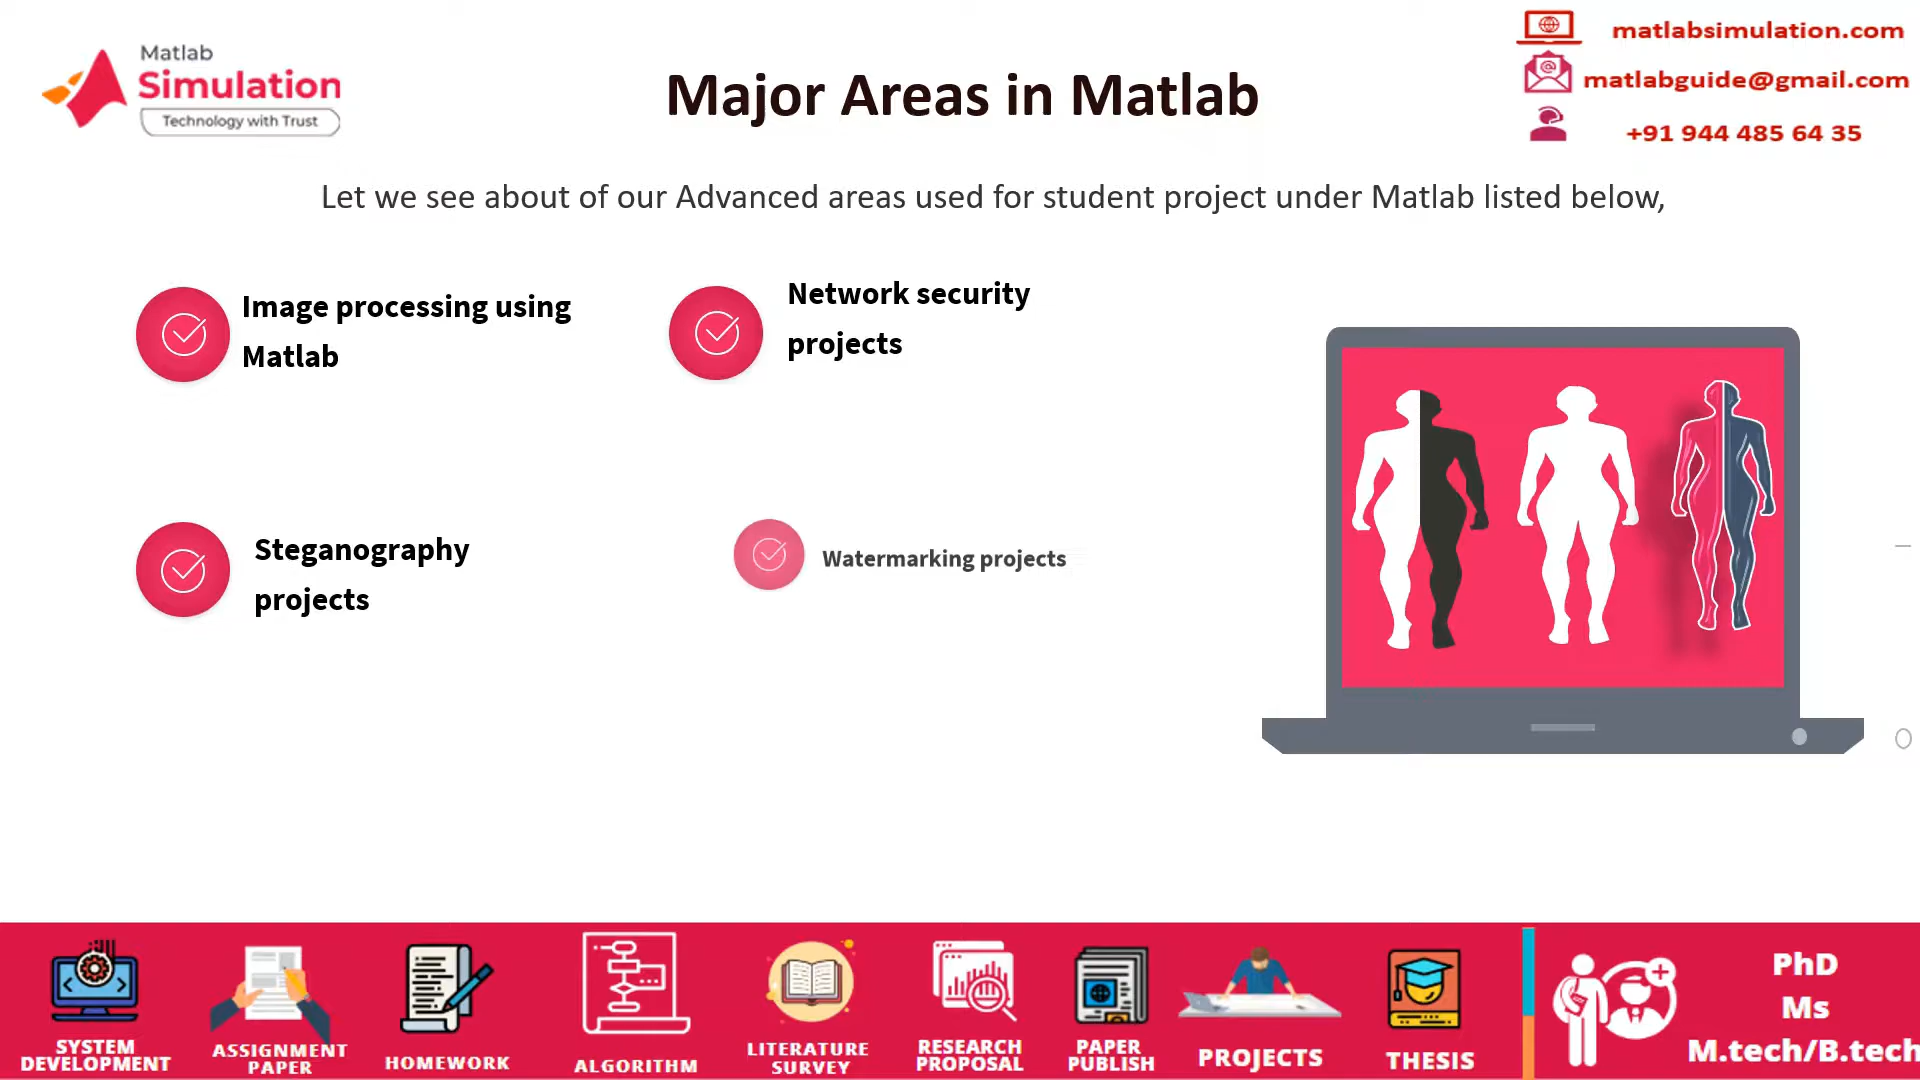 Matlab
Simulation
Technology with Trust
Major Areas in Matlab
matlabsimulation.com
matlabguide@gmail.com
+91 944 485 64 35
Let we see about of our Advanced areas used for student project under Matlab listed below,
Image processing using
Matlab
Network security
projects
Steganography
projects
Watermarking projects
SYSTEM
DEVELOPMENT
ASSIGNMENT
PAPER
HOMEWORK
ALGORITHM
LITERATURE
SURVEY
RESEARCH
PROPOSAL
PAPER
PUBLISH
PROJECTS
THESIS
PhD
Ms
M.tech/B.tech